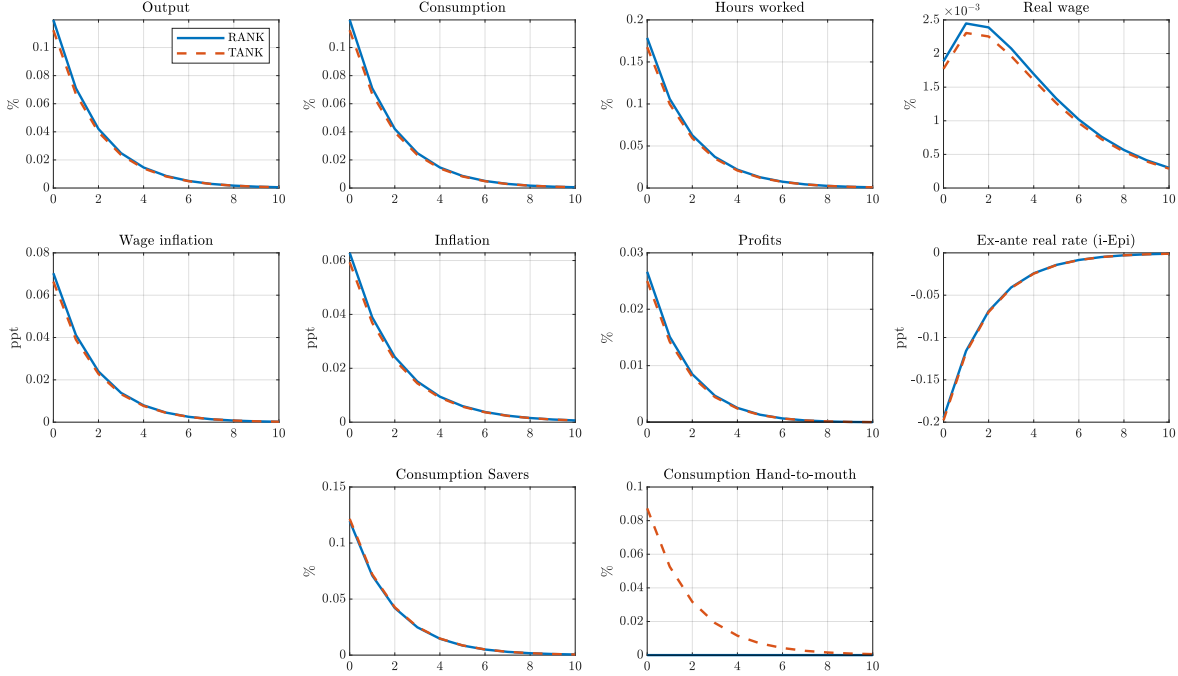 Output
%
0.1
0.08
0.06
0.04
0.02
0
0 2 4 6 8 10
RANK
TANK
Consumption
%
0.1
0.08
0.06
0.04
0.02
0
0 2 4 6 8 10
Hours worked
%
0.2
0.15
0.1
0.05
0
0 2 4 6 8 10
Real wage
×10⁻³
%
2.5
2
1.5
1
0.5
0
0 2 4 6 8 10
Wage inflation
ppt
0.08
0.06
0.04
0.02
0
0 2 4 6 8 10
Inflation
ppt
0.06
0.04
0.02
0
0 2 4 6 8 10
Profits
%
0.03
0.02
0.01
0
0 2 4 6 8 10
Ex-ante real rate (i-Epi)
ppt
0
-0.05
-0.1
-0.15
-0.2
0 2 4 6 8 10
Consumption Savers
%
0.15
0.1
0.05
0
0 2 4 6 8 10
Consumption Hand-to-mouth
%
0.1
0.08
0.06
0.04
0.02
0
0 2 4 6 8 10